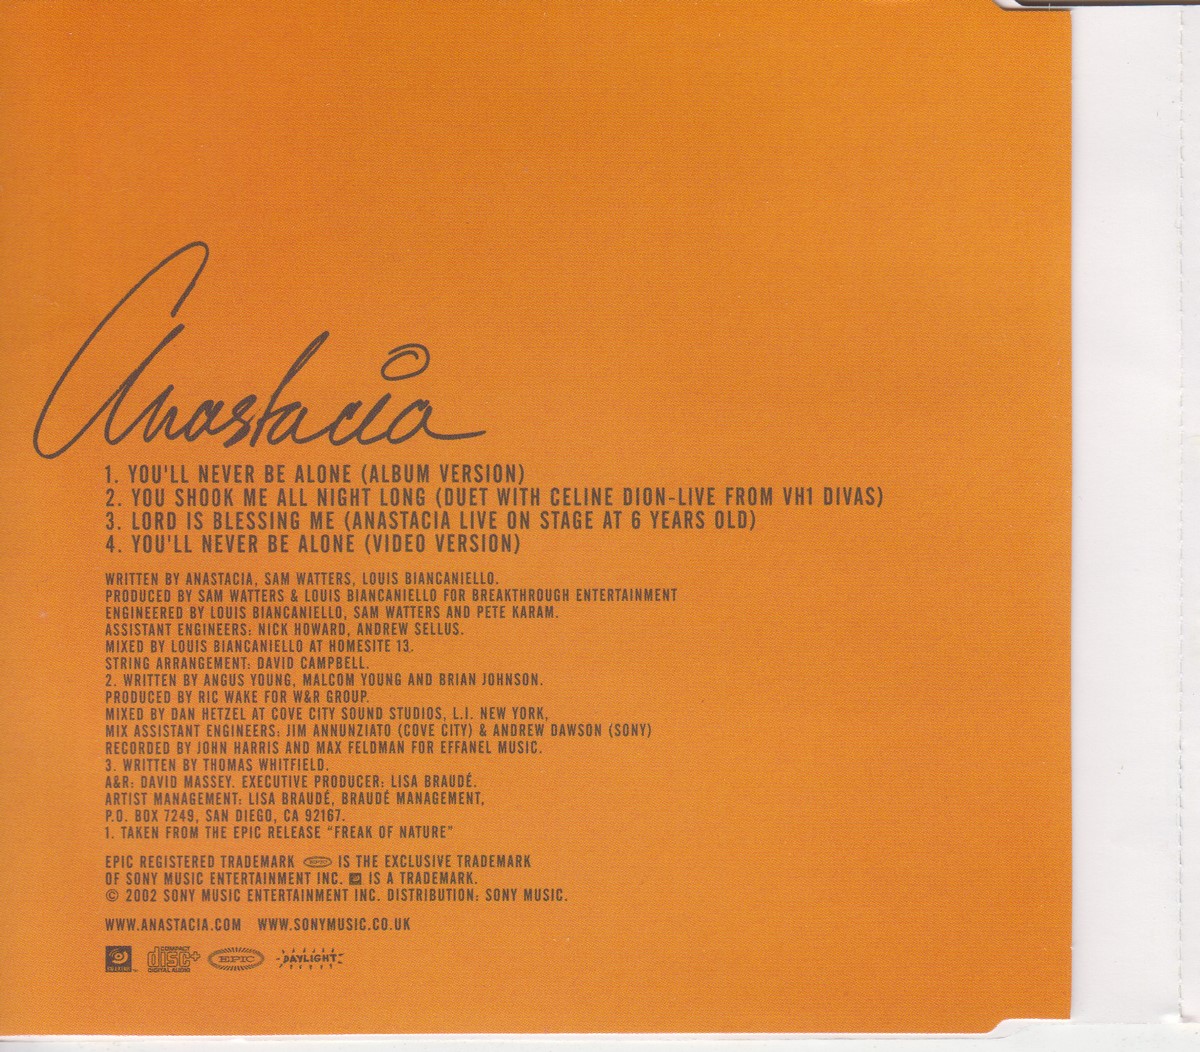 Anastacia
1. YOU'LL NEVER BE ALONE (ALBUM VERSION)
2. YOU SHOOK ME ALL NIGHT LONG (DUET WITH CELINE DION-LIVE FROM VH1 DIVAS)
3. LORD IS BLESSING ME (ANASTACIA LIVE ON STAGE AT 6 YEARS OLD)
4. YOU'LL NEVER BE ALONE (VIDEO VERSION)
WRITTEN BY ANASTACIA, SAM WATTERS, LOUIS BIANCANIELLO.
PRODUCED BY SAM WATTERS & LOUIS BIANCANIELLO FOR BREAKTHROUGH ENTERTAINMENT
ENGINEERED BY LOUIS BIANCANIELLO, SAM WATTERS AND PETE KARAM.
ASSISTANT ENGINEERS: NICK HOWARD, ANDREW SELLUS.
MIXED BY LOUIS BIANCANIELLO AT HOMESITE 13.
STRING ARRANGEMENT: DAVID CAMPBELL.
2. WRITTEN BY ANGUS YOUNG, MALCOM YOUNG AND BRIAN JOHNSON.
PRODUCED BY RIC WAKE FOR W&R GROUP.
MIXED BY DAN HETZEL AT COVE CITY SOUND STUDIOS, L.I. NEW YORK,
MIX ASSISTANT ENGINEERS: JIM ANNUNZIATO (COVE CITY) & ANDREW DAWSON (SONY)
RECORDED BY JOHN HARRIS AND MAX FELDMAN FOR EFFANEL MUSIC.
3. WRITTEN BY THOMAS WHITFIELD.
A&R: DAVID MASSEY. EXECUTIVE PRODUCER: LISA BRAUDÉ.
ARTIST MANAGEMENT: LISA BRAUDÉ, BRAUDÉ MANAGEMENT,
P.O. BOX 7249, SAN DIEGO, CA 92167.
1. TAKEN FROM THE EPIC RELEASE “FREAK OF NATURE”
EPIC REGISTERED TRADEMARK EPIC IS THE EXCLUSIVE TRADEMARK
OF SONY MUSIC ENTERTAINMENT INC. IS A TRADEMARK.
© 2002 SONY MUSIC ENTERTAINMENT INC. DISTRIBUTION: SONY MUSIC.
WWW.ANASTACIA.COM WWW.SONYMUSIC.CO.UK
COMPACT disc+ DIGITAL AUDIO EPIC DAYLIGHT